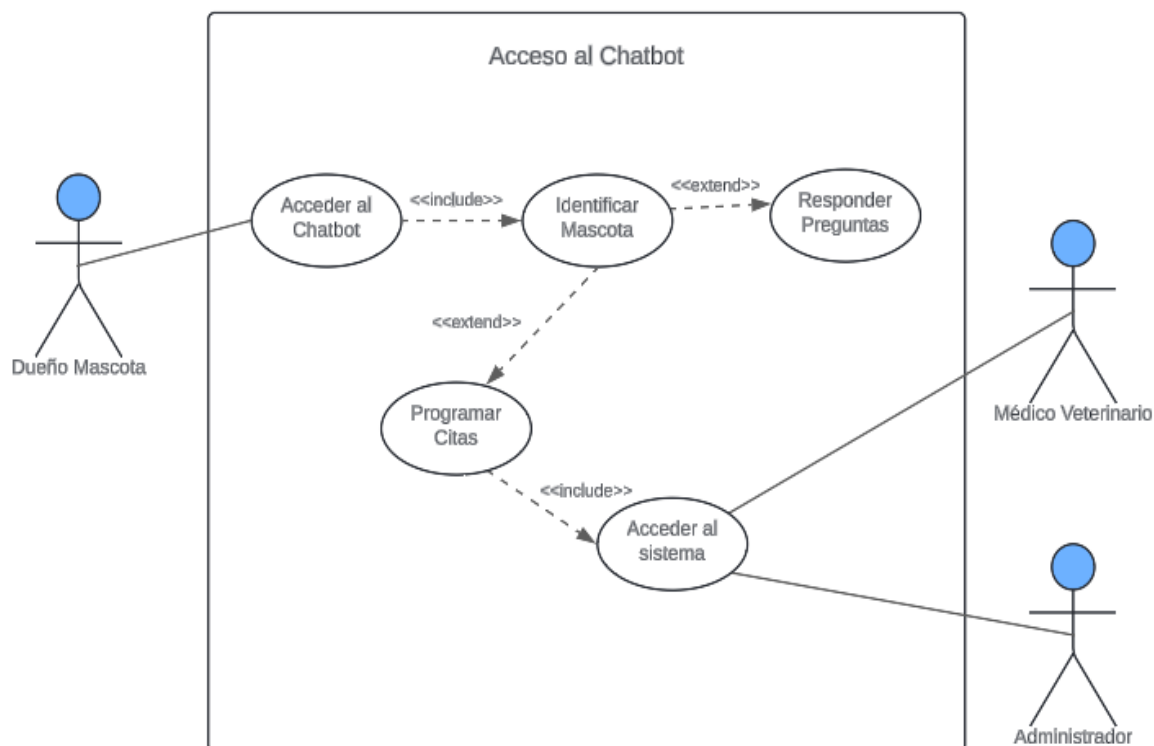 Acceso al Chatbot
Acceder al
Chatbot
<<include>>
Identificar
Mascota
<<extend>>
Responder
Preguntas
Dueño Mascota
<<extend>>
Programar
Citas
<<include>>
Acceder al
sistema
Médico Veterinario
Administrador